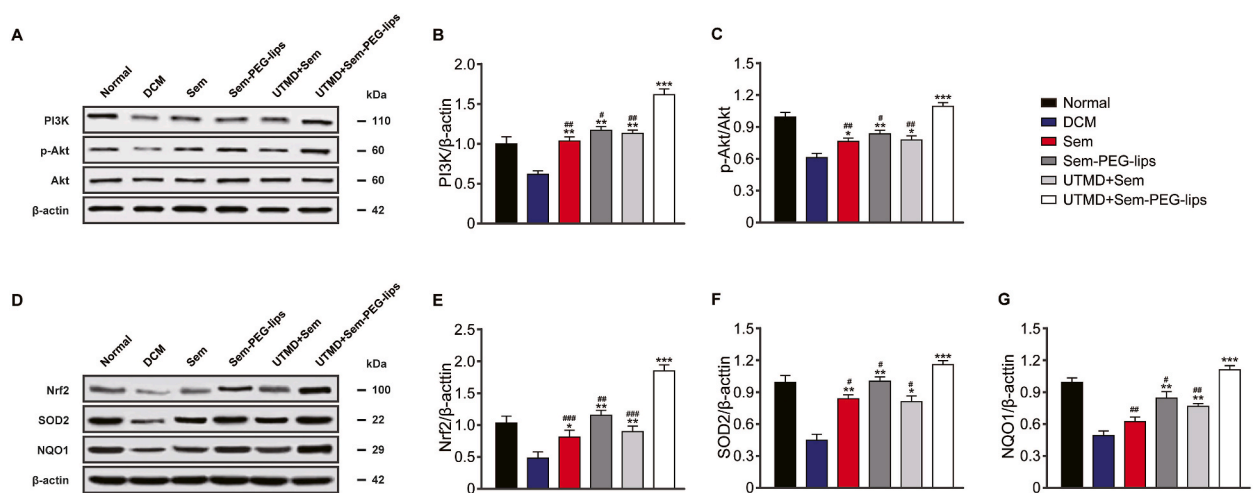 A
Normal
DCM
Sem
Sem-PEG-lips
UTMD+Sem
UTMD+Sem-PEG-lips
kDa
PI3K
110
p-Akt
60
Akt
60
β-actin
42
B
PI3K/β-actin
2.0
1.5
1.0
0.5
0
##
**
#
**
##
**
***
C
p-Akt/Akt
1.5
1.2
0.9
0.6
0.3
0
##
*
#
**
##
*
***
Normal
DCM
Sem
Sem-PEG-lips
UTMD+Sem
UTMD+Sem-PEG-lips
D
Normal
DCM
Sem
Sem-PEG-lips
UTMD+Sem
UTMD+Sem-PEG-lips
kDa
Nrf2
100
SOD2
22
NQO1
29
β-actin
42
E
Nrf2/β-acttin
2.5
2.0
1.5
1.0
0.5
0
###
*
##
**
###
**
***
F
SOD2/β-acttin
1.5
1.2
0.9
0.6
0.3
0
#
**
#
**
#
*
***
G
NQO1/β-acttin
1.5
1.2
0.9
0.6
0.3
0
##
#
**
##
**
***